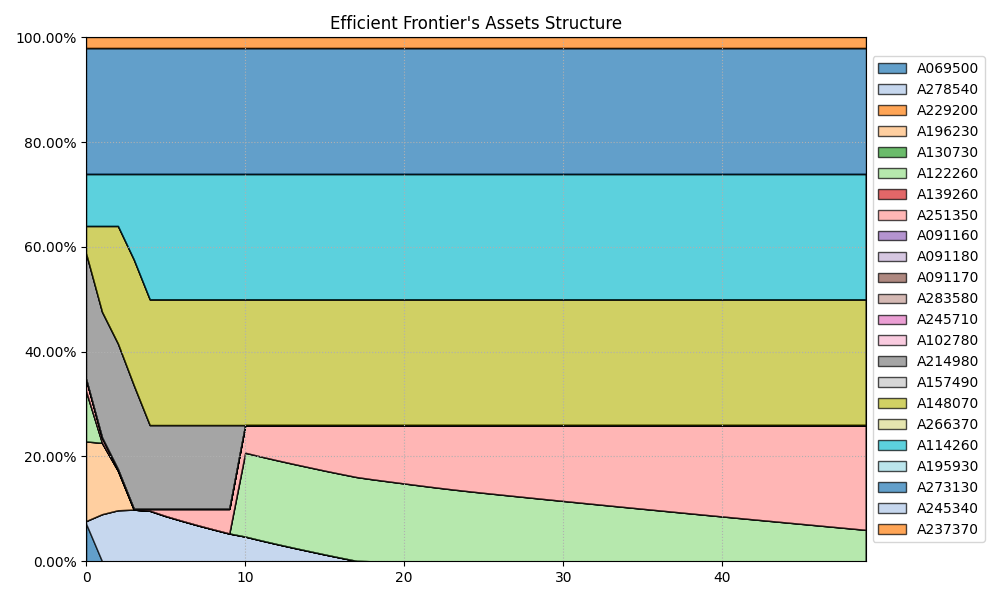 Efficient Frontier's Assets Structure
100.00%
80.00%
60.00%
40.00%
20.00%
0.00%
0
10
20
30
40
A069500
A278540
A229200
A196230
A130730
A122260
A139260
A251350
A091160
A091180
A091170
A283580
A245710
A102780
A214980
A157490
A148070
A266370
A114260
A195930
A273130
A245340
A237370